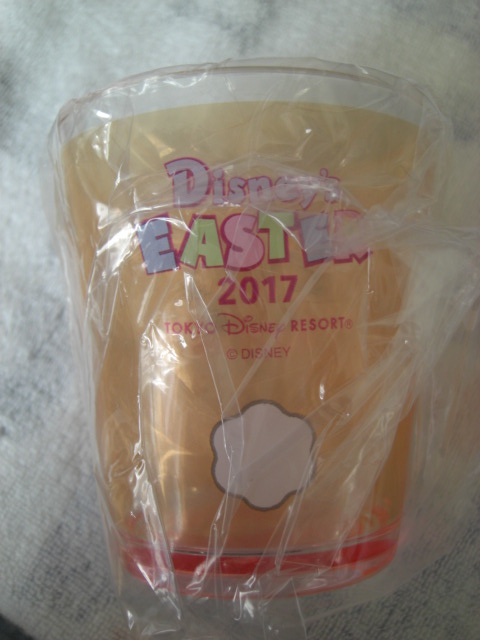 Disney's
EASTER
2017
TOKYO Disney RESORT®
© DISNEY